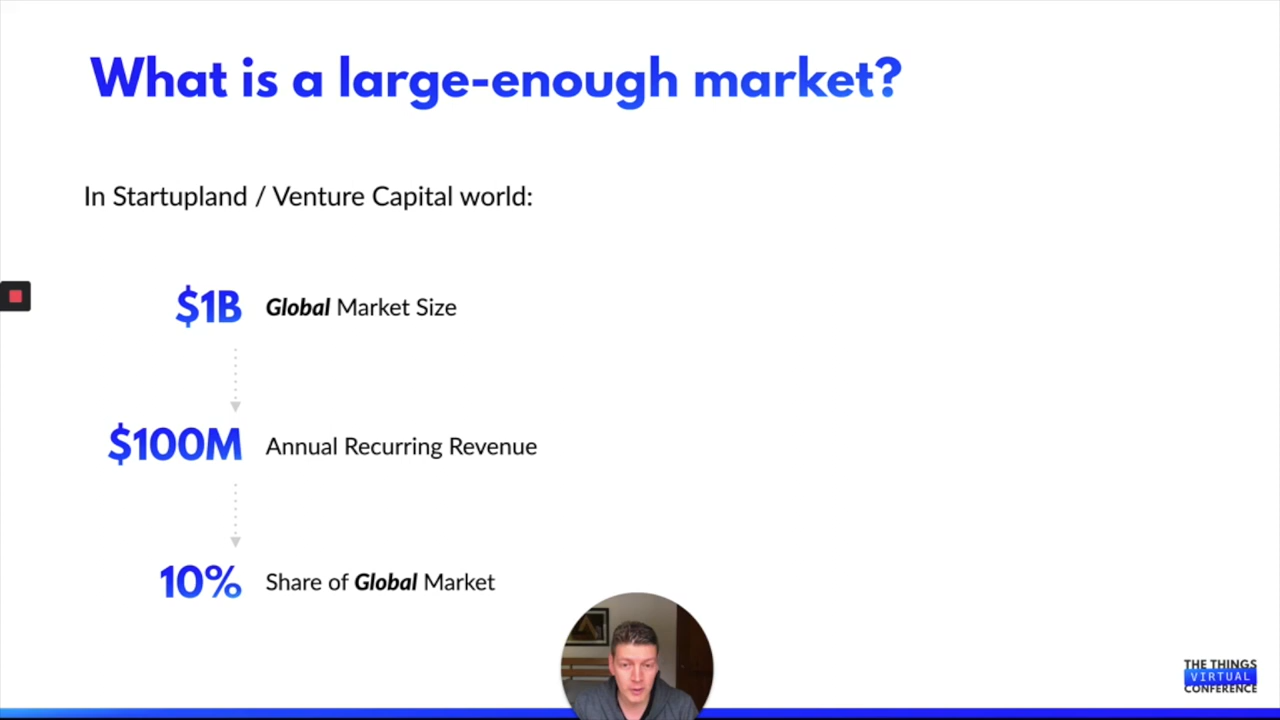 What is a large-enough market?
In Startupland / Venture Capital world:
$1B Global Market Size
$100M Annual Recurring Revenue
10% Share of Global Market
THE THINGS
VIRTUAL
CONFERENCE